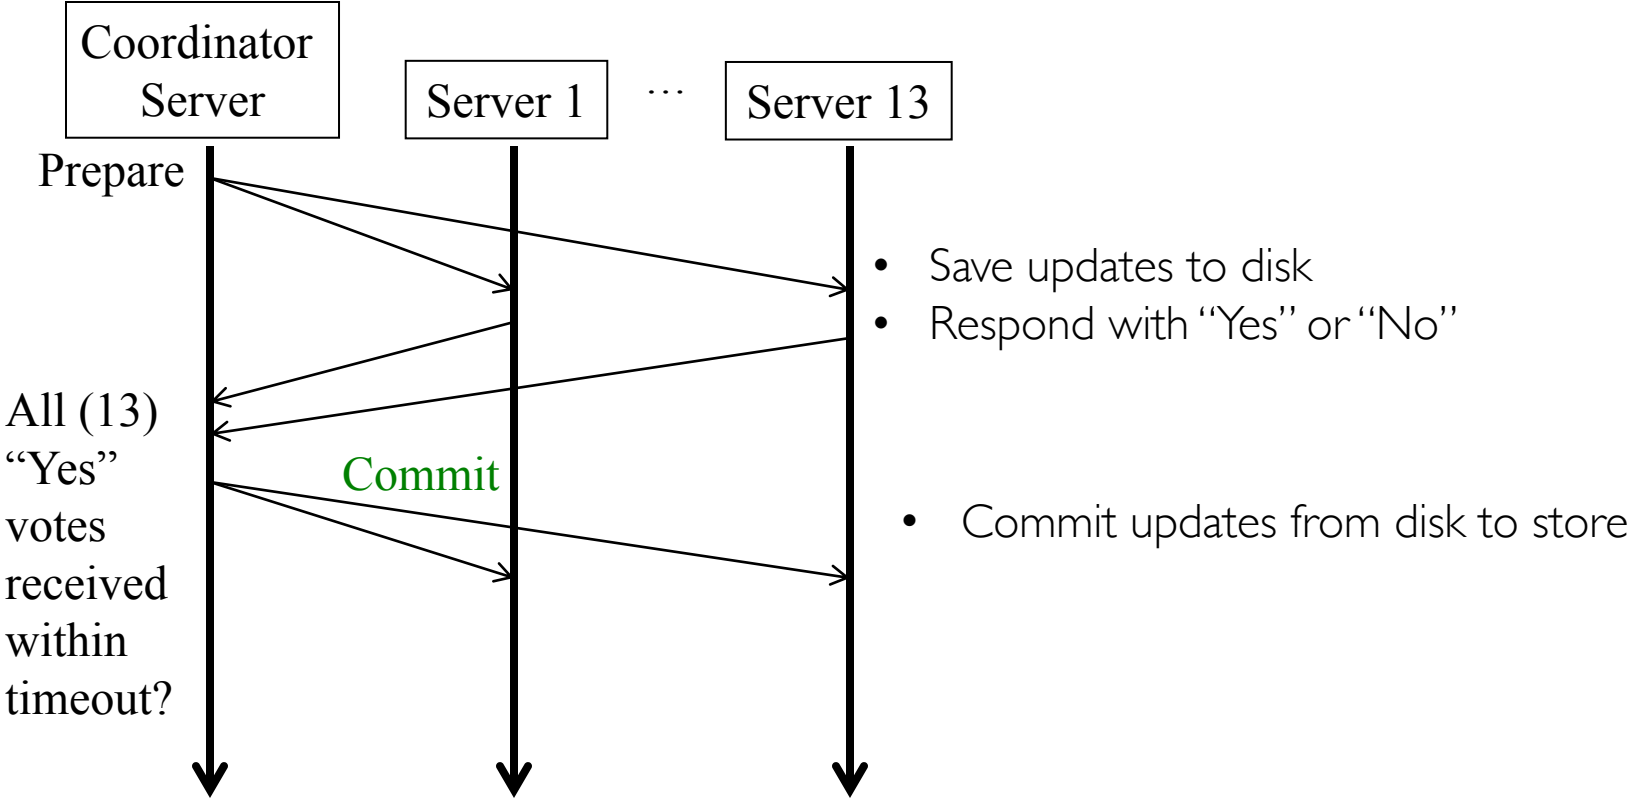 Coordinator
Server
Server 1
…
Server 13
Prepare
• Save updates to disk
• Respond with “Yes” or “No”
All (13)
“Yes”
votes
received
within
timeout?
Commit
• Commit updates from disk to store